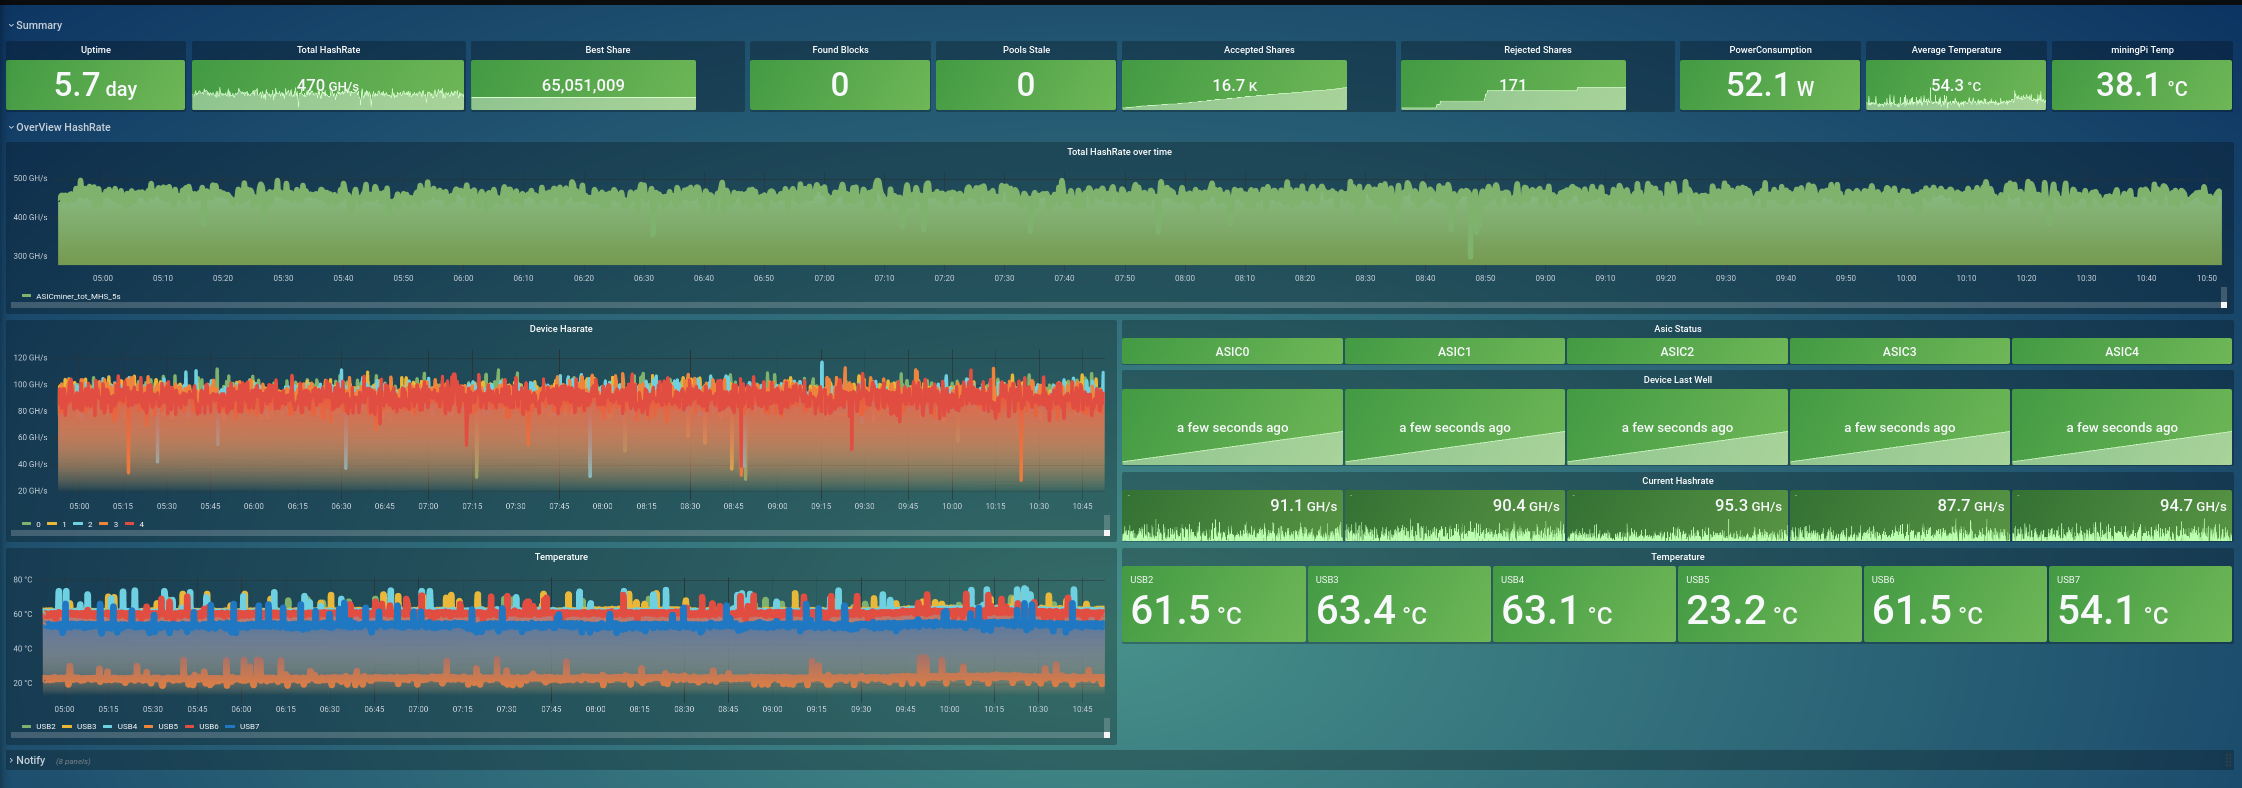 Summary
Uptime Total HashRate Best Share Found Blocks Pools Stale Accepted Shares Rejected Shares PowerConsumption Average Temperature miningPi Temp
5.7 day 470 GH/s 65,051,009 0 0 16.7 K 171 52.1 W 54.3 °C 38.1 °C
OverView HashRate
Total HashRate over time
500 GH/s
400 GH/s
300 GH/s
05:00 05:10 05:20 05:30 05:40 05:50 06:00 06:10 06:20 06:30 06:40 06:50 07:00 07:10 07:20 07:30 07:40 07:50 08:00 08:10 08:20 08:30 08:40 08:50 09:00 09:10 09:20 09:30 09:40 09:50 10:00 10:10 10:20 10:30 10:40 10:50
ASICminer_tot_MHS_5s
Device Hasrate
120 GH/s
100 GH/s
80 GH/s
60 GH/s
40 GH/s
20 GH/s
05:00 05:15 05:30 05:45 06:00 06:15 06:30 06:45 07:00 07:15 07:30 07:45 08:00 08:15 08:30 08:45 09:00 09:15 09:30 09:45 10:00 10:15 10:30 10:45
0 1 2 3 4
Asic Status
ASIC0 ASIC1 ASIC2 ASIC3 ASIC4
Device Last Well
a few seconds ago a few seconds ago a few seconds ago a few seconds ago a few seconds ago
Current Hashrate
91.1 GH/s 90.4 GH/s 95.3 GH/s 87.7 GH/s 94.7 GH/s
Temperature
80 °C
60 °C
40 °C
20 °C
05:00 05:15 05:30 05:45 06:00 06:15 06:30 06:45 07:00 07:15 07:30 07:45 08:00 08:15 08:30 08:45 09:00 09:15 09:30 09:45 10:00 10:15 10:30 10:45
USB2 USB3 USB4 USB5 USB6 USB7
Temperature
USB2 USB3 USB4 USB5 USB6 USB7
61.5 °C 63.4 °C 63.1 °C 23.2 °C 61.5 °C 54.1 °C
Notify (8 panels)